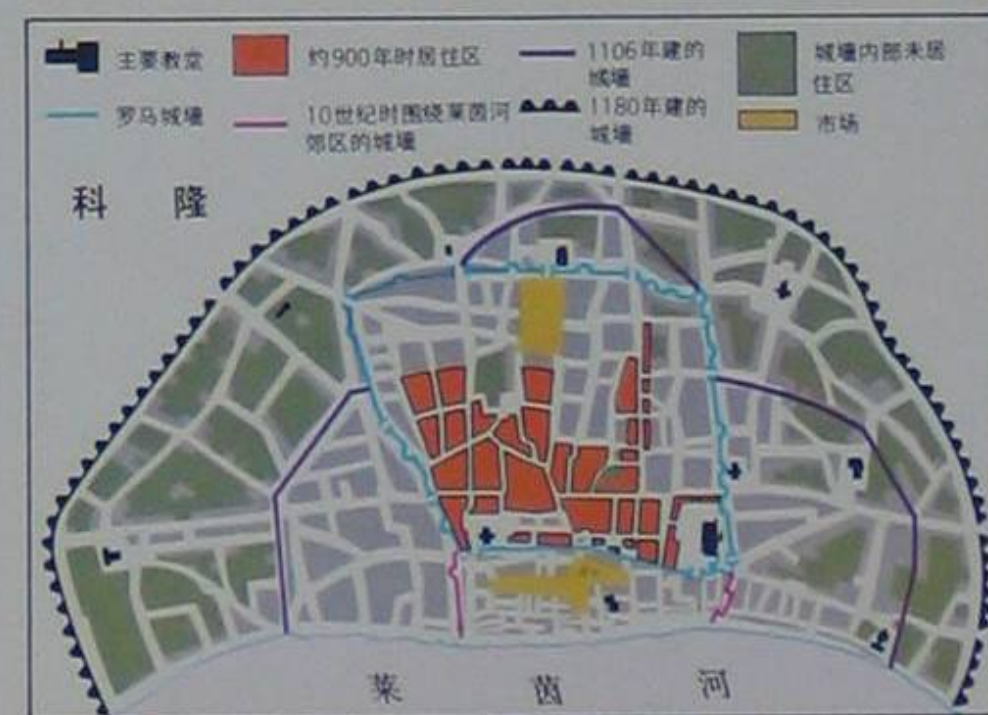 主要教堂
约900年时居住区
1106年建的
城墙
城墙内部未居
住区
罗马城墙
10世纪时围绕莱茵河
郊区的城墙
1180年建的
城墙
市场
科 隆
莱 茵 河